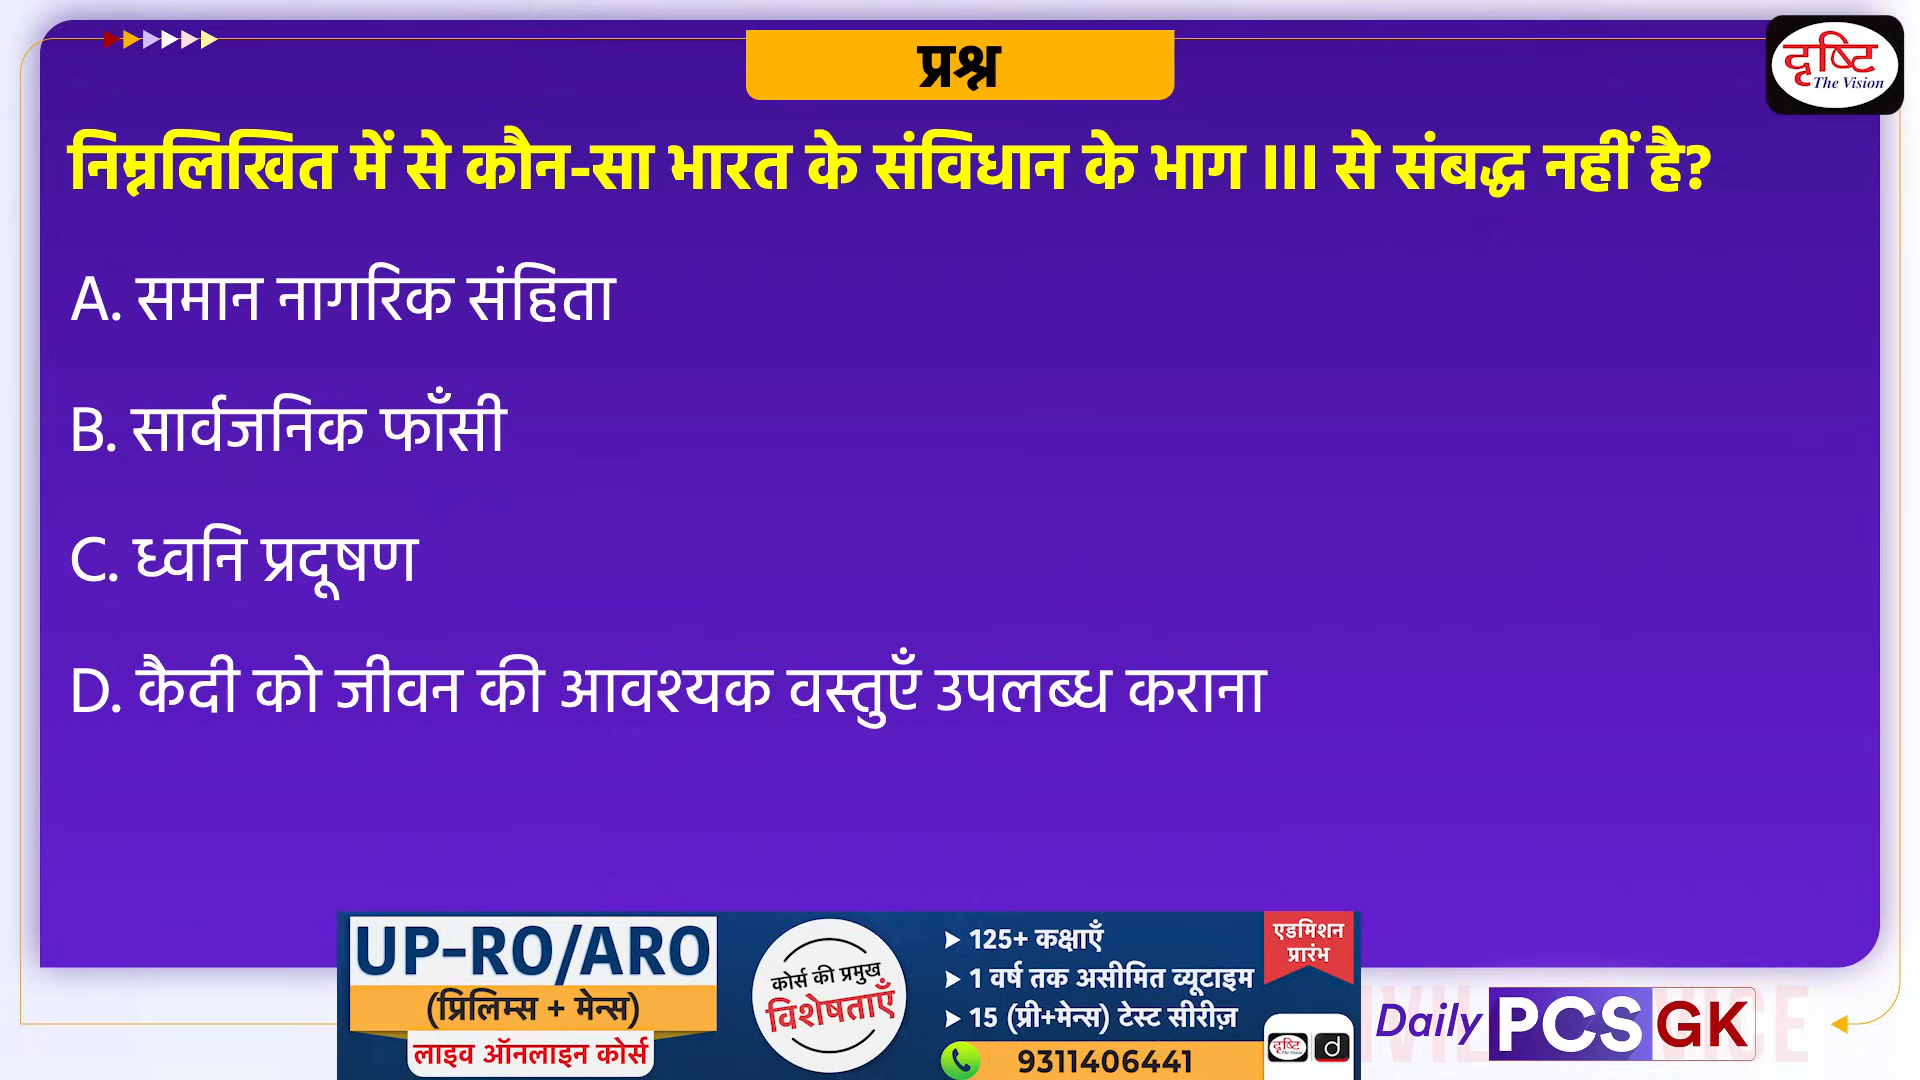 प्रश्न
दृष्टि
The Vision
निम्नलिखित में से कौन-सा भारत के संविधान के भाग III से संबद्ध नहीं है?
A. समान नागरिक संहिता
B. सार्वजनिक फाँसी
C. ध्वनि प्रदूषण
D. कैदी को जीवन की आवश्यक वस्तुएँ उपलब्ध कराना
UP-RO/ARO
(प्रिलिम्स + मेन्स)
लाइव ऑनलाइन कोर्स
कोर्स की प्रमुख
विशेषताएँ
125+ कक्षाएँ
1 वर्ष तक असीमित व्यूटाइम
15 (प्री+मेन्स) टेस्ट सीरीज़
9311406441
एडमिशन
प्रारंभ
दृष्टि
d
Daily PCS GK